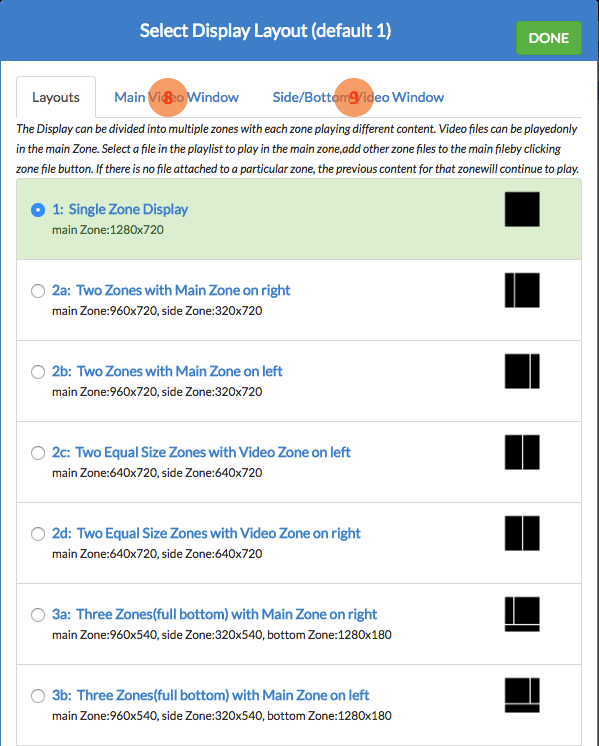 Select Display Layout (default 1)
DONE
Layouts
Main Video Window
8
Side/Bottom Video Window
9
The Display can be divided into multiple zones with each zone playing different content. Video files can be playedonly
in the main Zone. Select a file in the playlist to play in the main zone,add other zone files to the main fileby clicking
zone file button. If there is no file attached to a particular zone, the previous content for that zonewill continue to play.
1: Single Zone Display
main Zone:1280x720
2a: Two Zones with Main Zone on right
main Zone:960x720, side Zone:320x720
2b: Two Zones with Main Zone on left
main Zone:960x720, side Zone:320x720
2c: Two Equal Size Zones with Video Zone on left
main Zone:640x720, side Zone:640x720
2d: Two Equal Size Zones with Video Zone on right
main Zone:640x720, side Zone:640x720
3a: Three Zones(full bottom) with Main Zone on right
main Zone:960x540, side Zone:320x540, bottom Zone:1280x180
3b: Three Zones(full bottom) with Main Zone on left
main Zone:960x540, side Zone:320x540, bottom Zone:1280x180